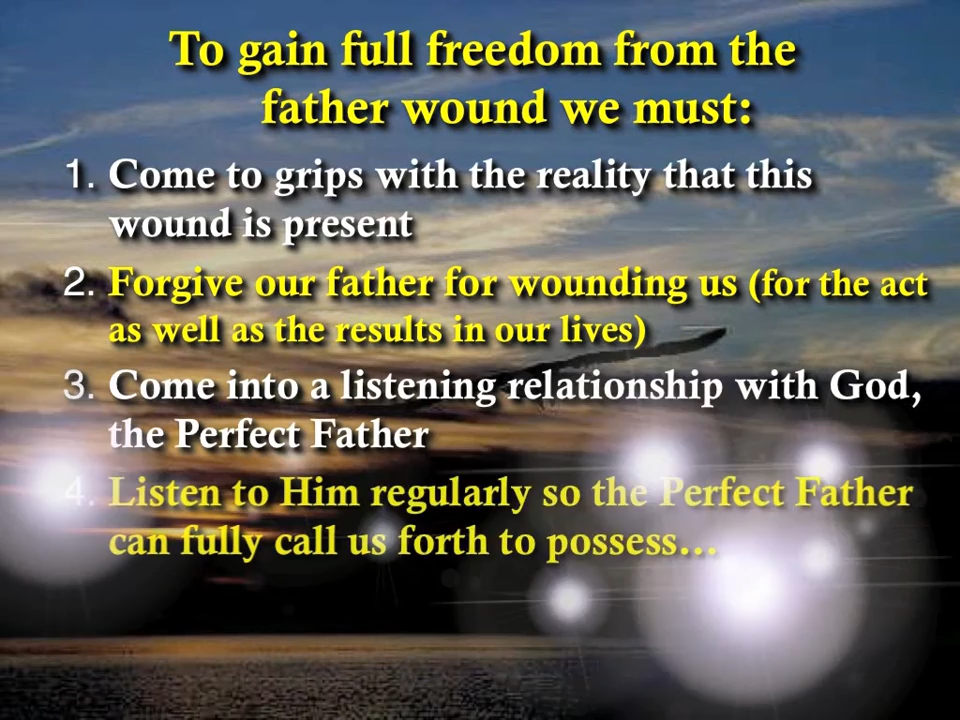 To gain full freedom from the
father wound we must:
1. Come to grips with the reality that this
wound is present
2. Forgive our father for wounding us (for the act
as well as the results in our lives)
3. Come into a listening relationship with God,
the Perfect Father
4. Listen to Him regularly so the Perfect Father
can fully call us forth to possess...